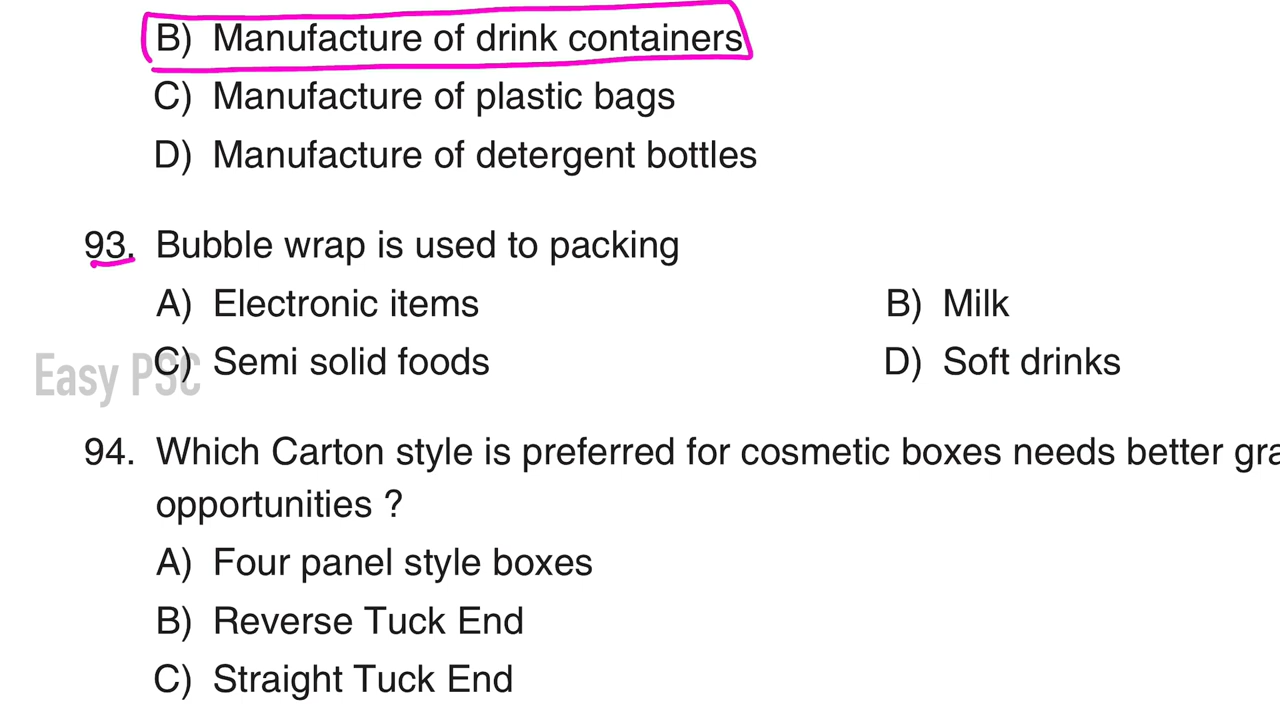 B) Manufacture of drink containers
C) Manufacture of plastic bags
D) Manufacture of detergent bottles
93. Bubble wrap is used to packing
A) Electronic items B) Milk
C) Semi solid foods D) Soft drinks
Easy PSC
94. Which Carton style is preferred for cosmetic boxes needs better gra
opportunities ?
A) Four panel style boxes
B) Reverse Tuck End
C) Straight Tuck End